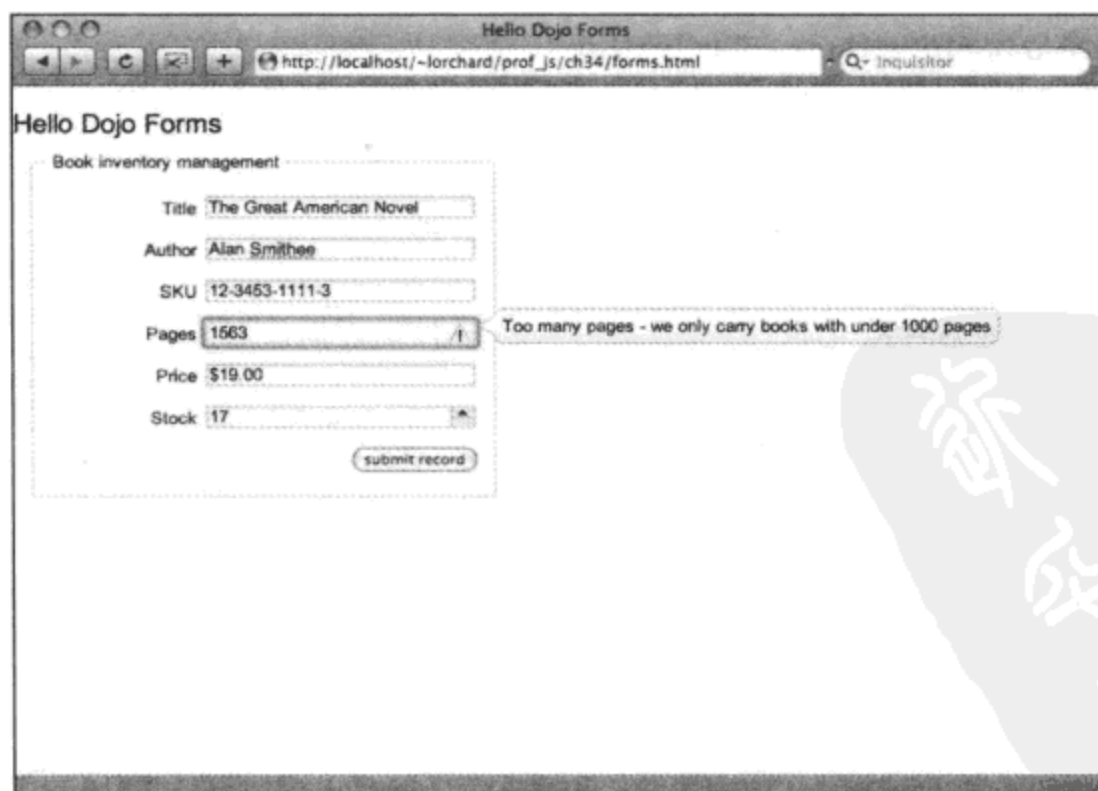 Hello Dojo Forms
http://localhost/~lorchard/prof_js/ch34/forms.html
Inquisitor
Hello Dojo Forms
Book inventory management
Title The Great American Novel
Author Alan Smithee
SKU 12-3453-1111-3
Pages 1563 ! Too many pages - we only carry books with under 1000 pages
Price $19.00
Stock 17
submit record